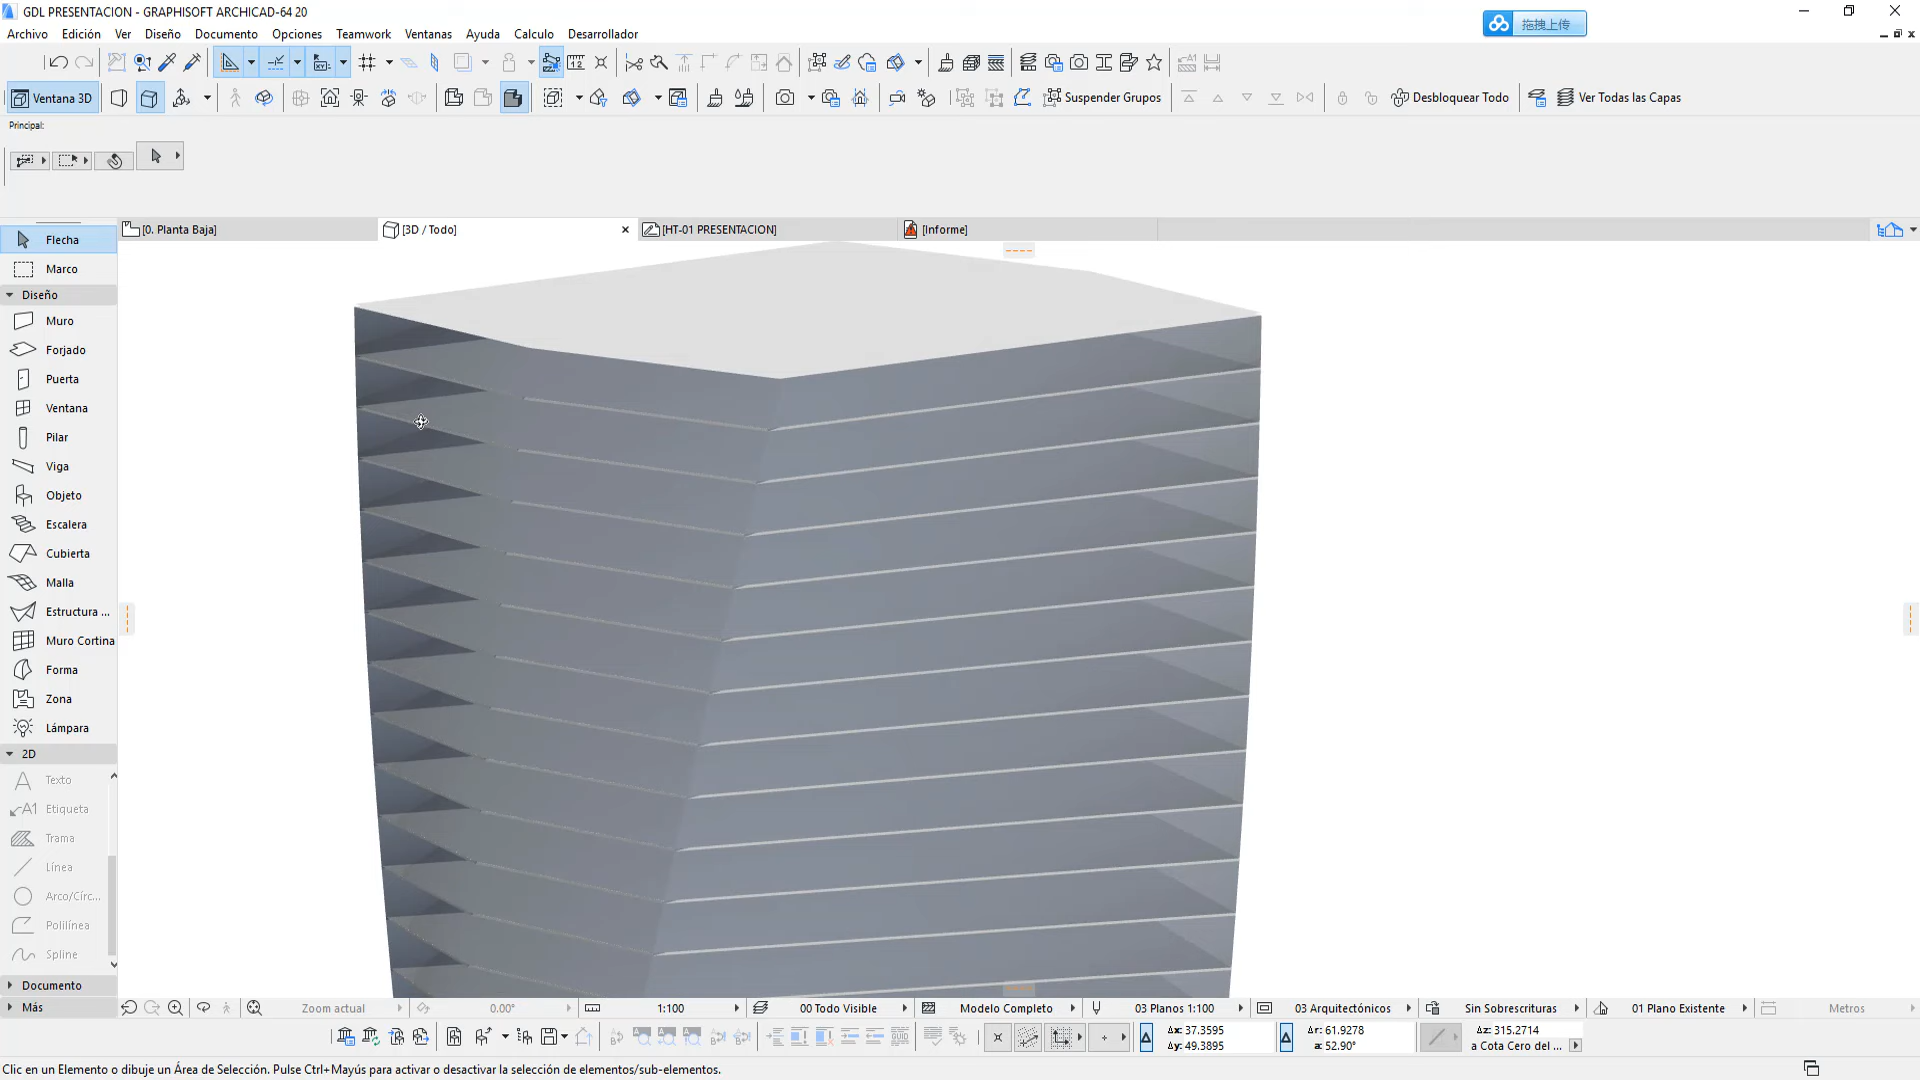 GDL PRESENTACION - GRAPHISOFT ARCHICAD-64 20
拖拽上传
Archivo Edición Ver Diseño Documento Opciones Teamwork Ventanas Ayuda Calculo Desarrollador
Ventana 3D Suspender Grupos Desbloquear Todo Ver Todas las Capas
Principal:
[0. Planta Baja] [3D / Todo] [HT-01 PRESENTACION] [Informe]
Flecha
Marco
Diseño
Muro
Forjado
Puerta
Ventana
Pilar
Viga
Objeto
Escalera
Cubierta
Malla
Estructura ...
Muro Cortina
Forma
Zona
Lámpara
2D
Texto
A1 Etiqueta
Trama
Línea
Arco/Círc...
Polilínea
Spline
Documento
Más
Zoom actual 0.00° 1:100 00 Todo Visible Modelo Completo 03 Planos 1:100 03 Arquitectónicos Sin Sobrescrituras 01 Plano Existente Metros
Δx: 37.3595 Δr: 61.9278 Δz: 315.2714
Δy: 49.3895 a: 52.90° a Cota Cero del ...
Clic en un Elemento o dibuje un Área de Selección. Pulse Ctrl+Mayús para activar o desactivar la selección de elementos/sub-elementos.